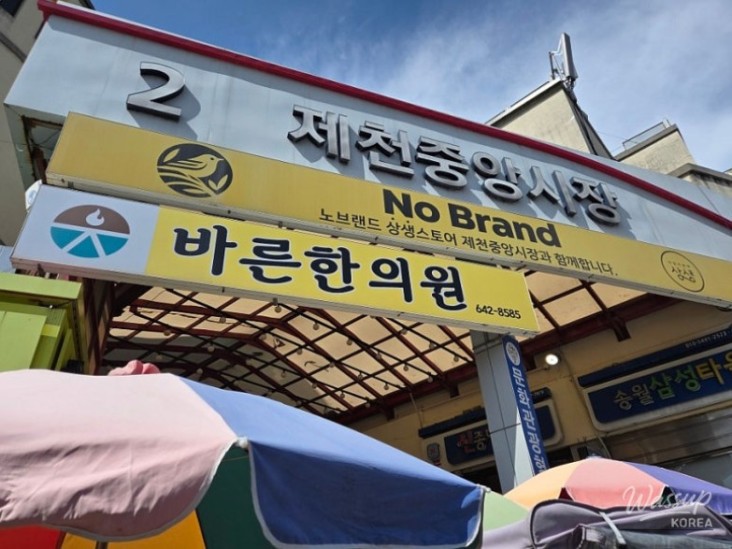 2 제천중앙시장
No Brand
노브랜드 상생스토어 제천중앙시장과 함께합니다.
상생
바른한의원
642-8585
송월삼성타올
Wassup
KOREA